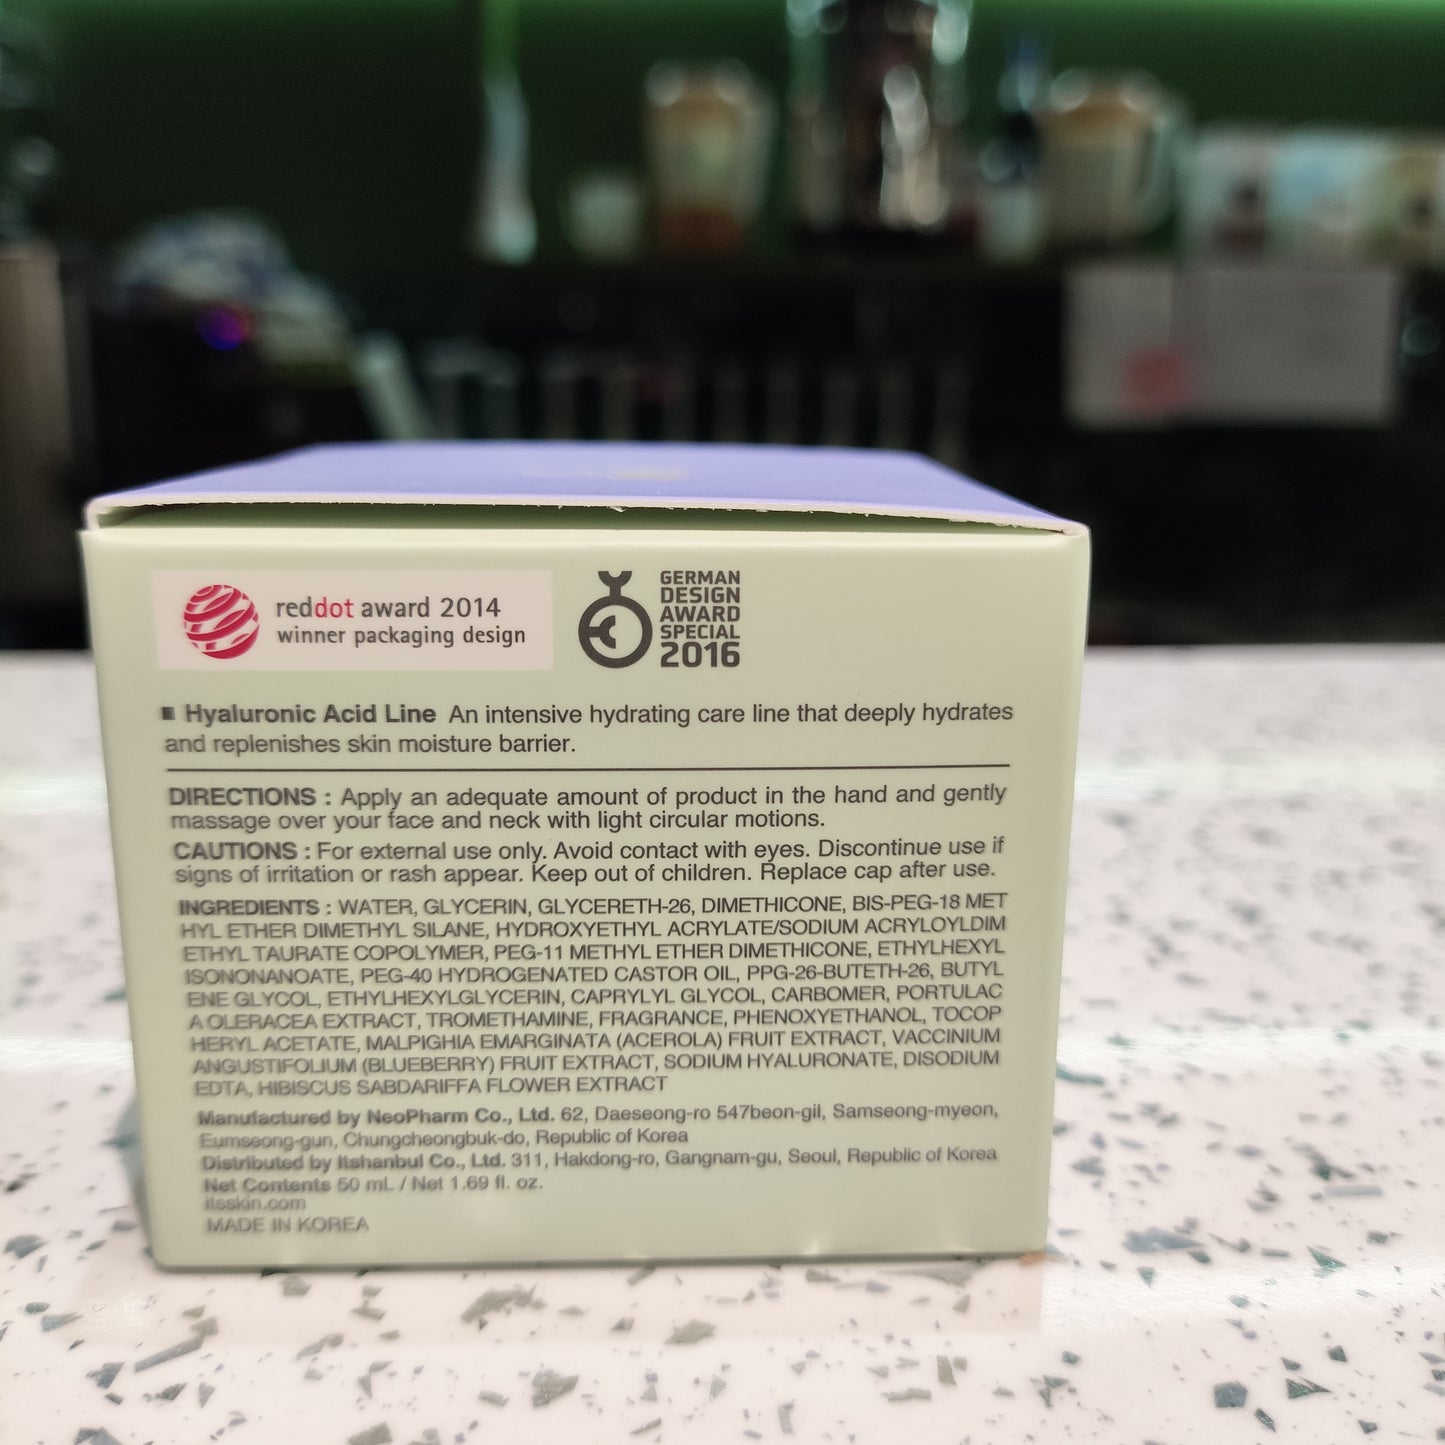 reddot award 2014
winner packaging design
GERMAN
DESIGN
AWARD
SPECIAL
2016
■ Hyaluronic Acid Line An intensive hydrating care line that deeply hydrates
and replenishes skin moisture barrier.
DIRECTIONS : Apply an adequate amount of product in the hand and gently
massage over your face and neck with light circular motions.
CAUTIONS : For external use only. Avoid contact with eyes. Discontinue use if
signs of irritation or rash appear. Keep out of children. Replace cap after use.
INGREDIENTS : WATER, GLYCERIN, GLYCERETH-26, DIMETHICONE, BIS-PEG-18 MET
HYL ETHER DIMETHYL SILANE, HYDROXYETHYL ACRYLATE/SODIUM ACRYLOYLDIM
ETHYL TAURATE COPOLYMER, PEG-11 METHYL ETHER DIMETHICONE, ETHYLHEXYL
ISONONANOATE, PEG-40 HYDROGENATED CASTOR OIL, PPG-26-BUTETH-26, BUTYL
ENE GLYCOL, ETHYLHEXYLGLYCERIN, CAPRYLYL GLYCOL, CARBOMER, PORTULAC
A OLERACEA EXTRACT, TROMETHAMINE, FRAGRANCE, PHENOXYETHANOL, TOCOP
HERYL ACETATE, MALPIGHIA EMARGINATA (ACEROLA) FRUIT EXTRACT, VACCINIUM
ANGUSTIFOLIUM (BLUEBERRY) FRUIT EXTRACT, SODIUM HYALURONATE, DISODIUM
EDTA, HIBISCUS SABDARIFFA FLOWER EXTRACT
Manufactured by NeoPharm Co., Ltd. 62, Daeseong-ro 547beon-gil, Samseong-myeon,
Eumseong-gun, Chungcheongbuk-do, Republic of Korea
Distributed by Itshanbul Co., Ltd. 311, Hakdong-ro, Gangnam-gu, Seoul, Republic of Korea
Net Contents 50 mL / Net 1.69 fl. oz.
itsskin.com
MADE IN KOREA